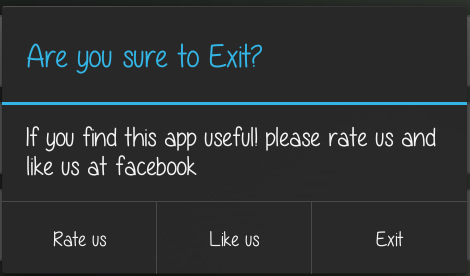 Are you sure to Exit?
If you find this app useful! please rate us and
like us at facebook
Rate us
Like us
Exit